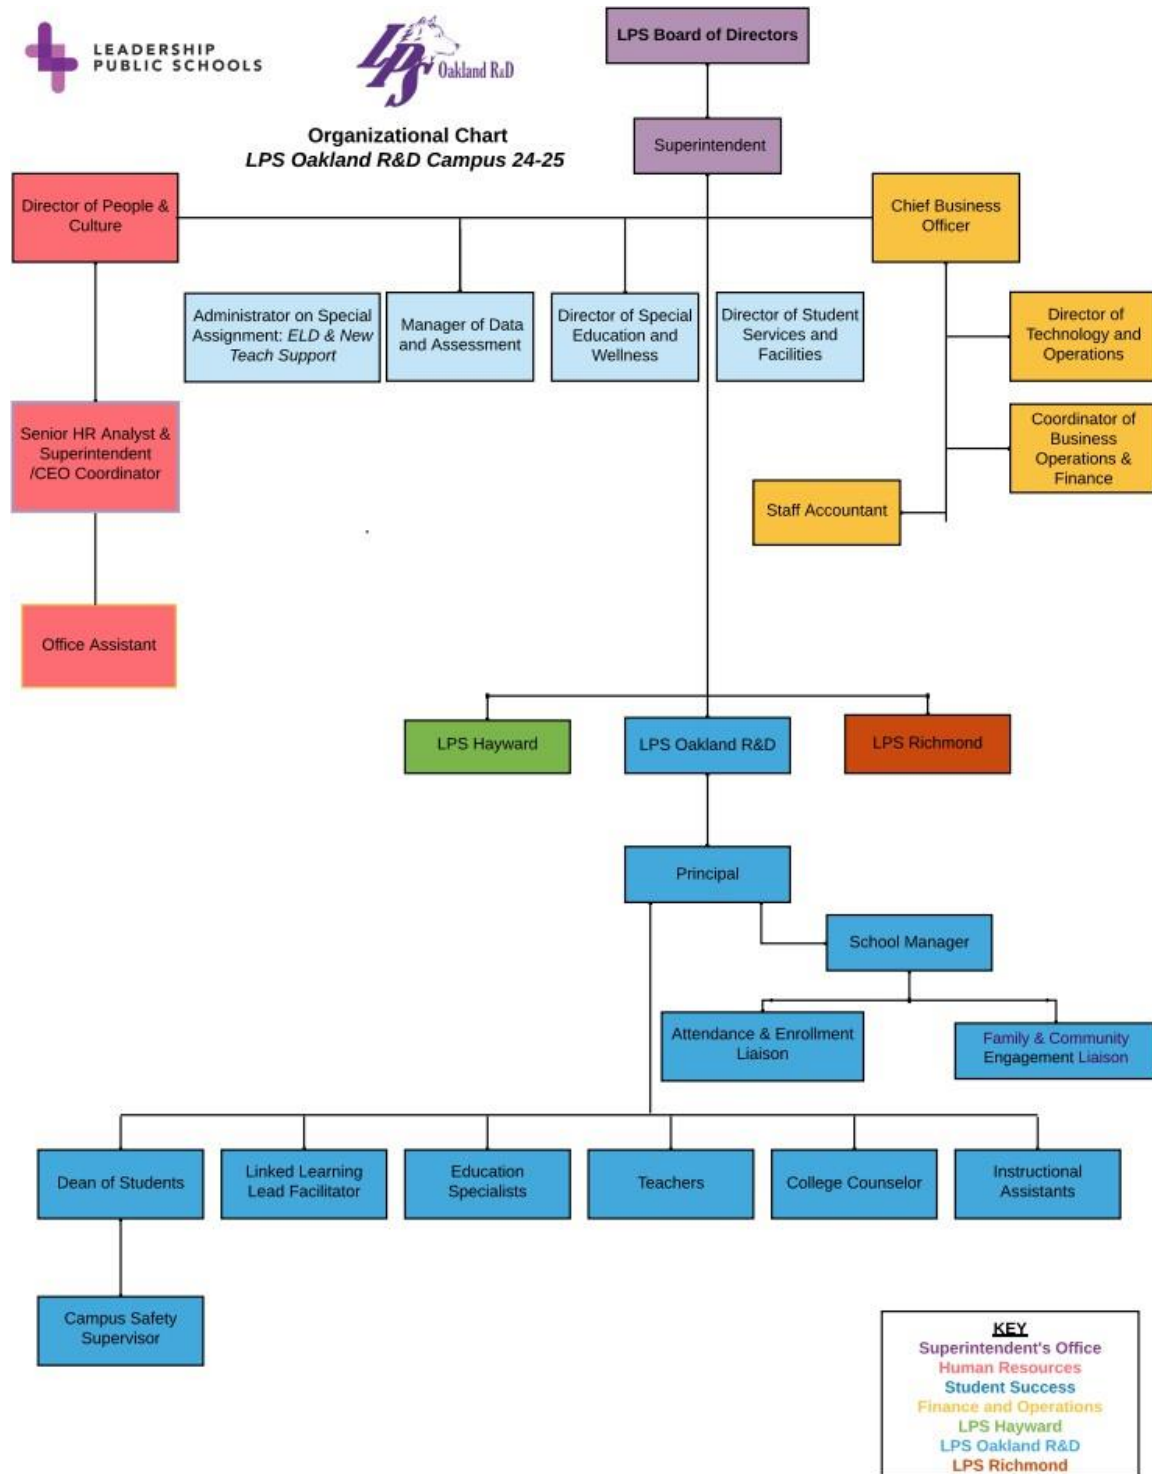 LEADERSHIP
PUBLIC SCHOOLS
LPS
Oakland R&D
LPS Board of Directors
Organizational Chart
LPS Oakland R&D Campus 24-25
Superintendent
Director of People &
Culture
Chief Business
Officer
Administrator on Special
Assignment: ELD & New
Teach Support
Manager of Data
and Assessment
Director of Special
Education and
Wellness
Director of Student
Services and
Facilities
Director of
Technology and
Operations
Senior HR Analyst &
Superintendent
/CEO Coordinator
Coordinator of
Business
Operations &
Finance
Staff Accountant
Office Assistant
LPS Hayward
LPS Oakland R&D
LPS Richmond
Principal
School Manager
Attendance & Enrollment
Liaison
Family & Community
Engagement Liaison
Dean of Students
Linked Learning
Lead Facilitator
Education
Specialists
Teachers
College Counselor
Instructional
Assistants
Campus Safety
Supervisor
KEY
Superintendent's Office
Human Resources
Student Success
Finance and Operations
LPS Hayward
LPS Oakland R&D
LPS Richmond